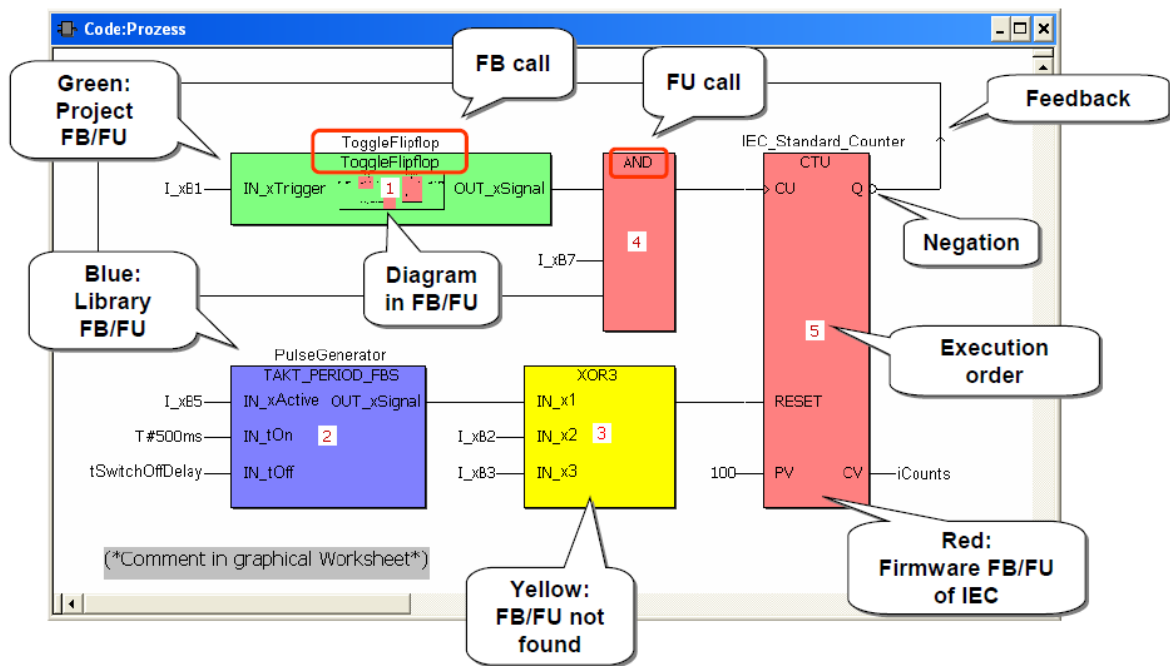 Code:Prozess
FB call
FU call
Green:
Project
FB/FU
Feedback
ToggleFlipflop
ToggleFlipflop
I_xB1
IN_xTrigger
1
OUT_xSignal
AND
4
I_xB7
IEC_Standard_Counter
CTU
CU
Q
Negation
Blue:
Library
FB/FU
Diagram
in FB/FU
5
Execution
order
PulseGenerator
TAKT_PERIOD_FBS
I_xB5
IN_xActive
OUT_xSignal
T#500ms
IN_tOn
2
tSwitchOffDelay
IN_tOff
XOR3
IN_x1
I_xB2
IN_x2
3
I_xB3
IN_x3
RESET
100
PV
CV
iCounts
(*Comment in graphical Worksheet*)
Yellow:
FB/FU not
found
Red:
Firmware FB/FU
of IEC